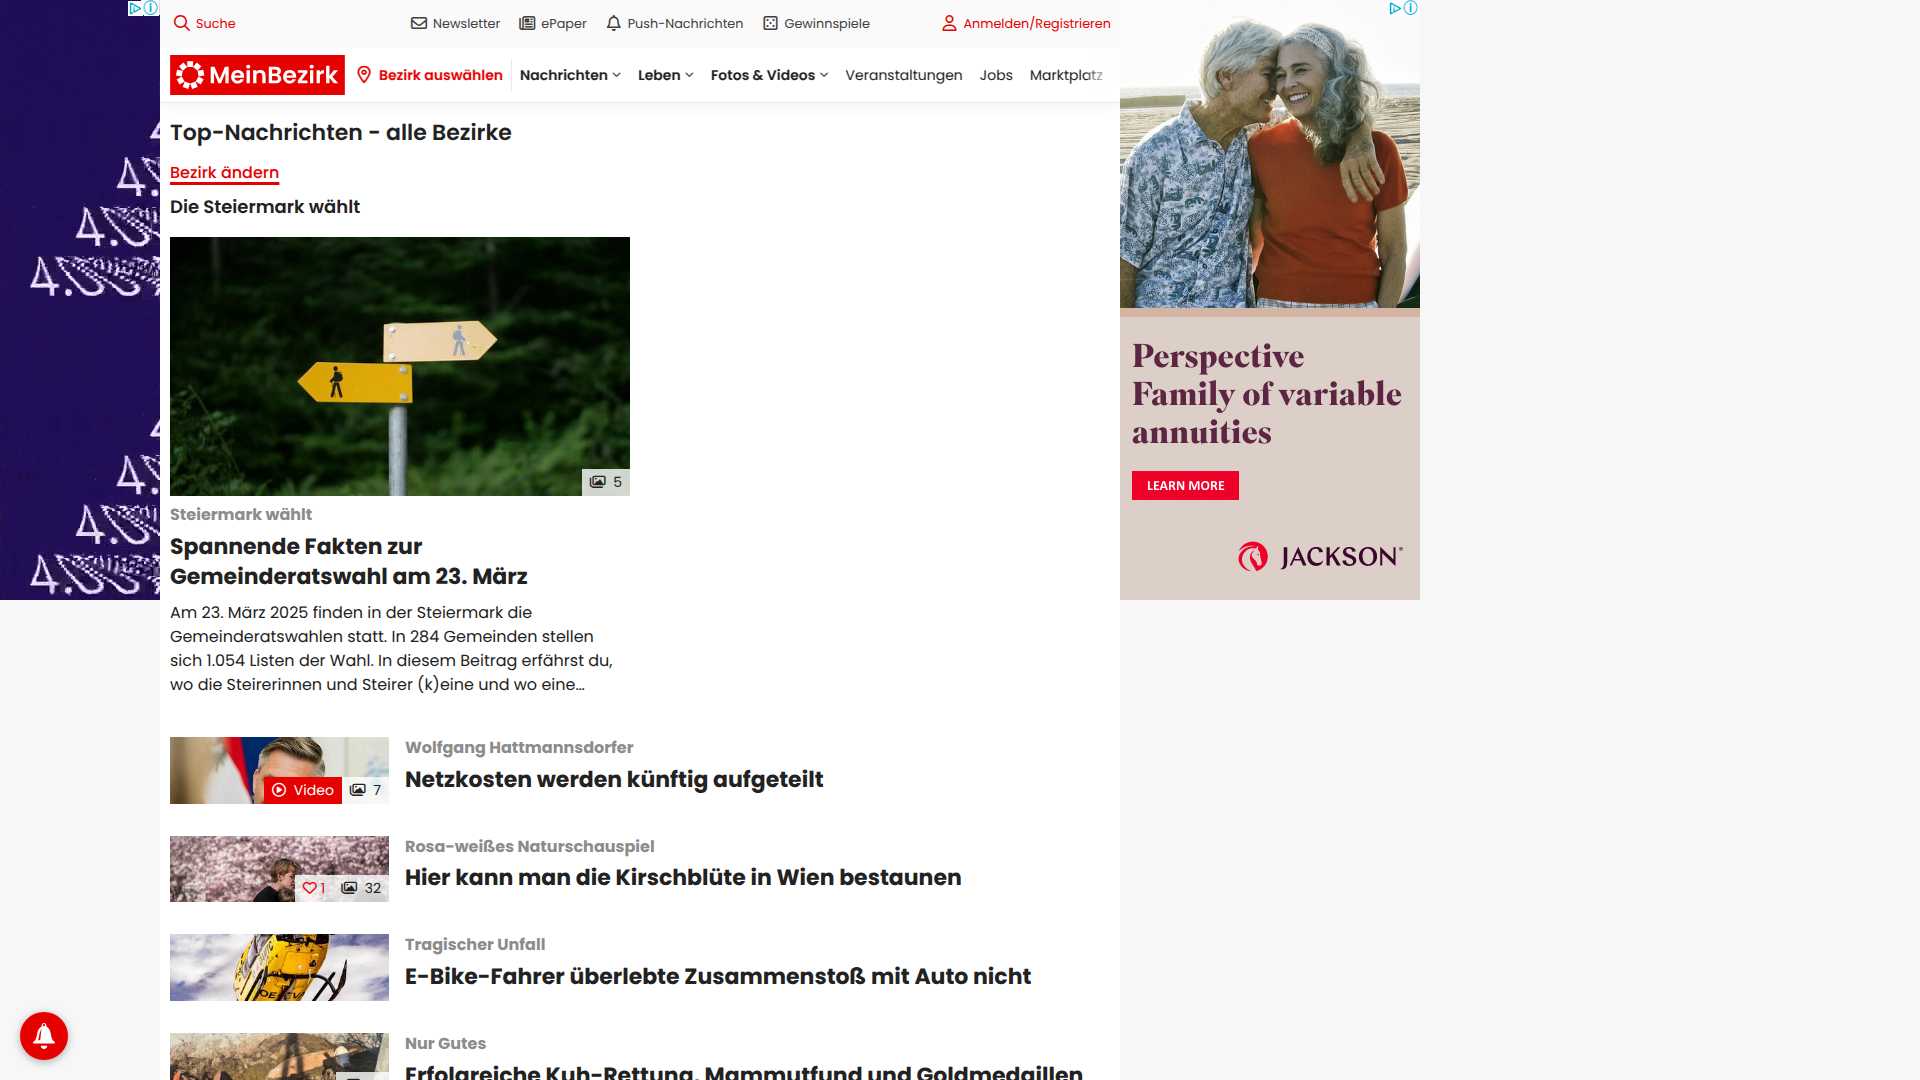 Suche
Newsletter
ePaper
Push-Nachrichten
Gewinnspiele
Anmelden/Registrieren
MeinBezirk
Bezirk auswählen
Nachrichten
Leben
Fotos & Videos
Veranstaltungen
Jobs
Marktplatz
Top-Nachrichten - alle Bezirke
Bezirk ändern
Die Steiermark wählt
5
Steiermark wählt
Spannende Fakten zur
Gemeinderatswahl am 23. März
Am 23. März 2025 finden in der Steiermark die
Gemeinderatswahlen statt. In 284 Gemeinden stellen
sich 1.054 Listen der Wahl. In diesem Beitrag erfährst du,
wo die Steirerinnen und Steirer (k)eine und wo eine...
Video
7
Wolfgang Hattmannsdorfer
Netzkosten werden künftig aufgeteilt
1
32
Rosa-weißes Naturschauspiel
Hier kann man die Kirschblüte in Wien bestaunen
Tragischer Unfall
E-Bike-Fahrer überlebte Zusammenstoß mit Auto nicht
Nur Gutes
Erfolgreiche Kuh-Rettung, Mammutfund und Goldmedaillen
Perspective
Family of variable
annuities
LEARN MORE
JACKSON®